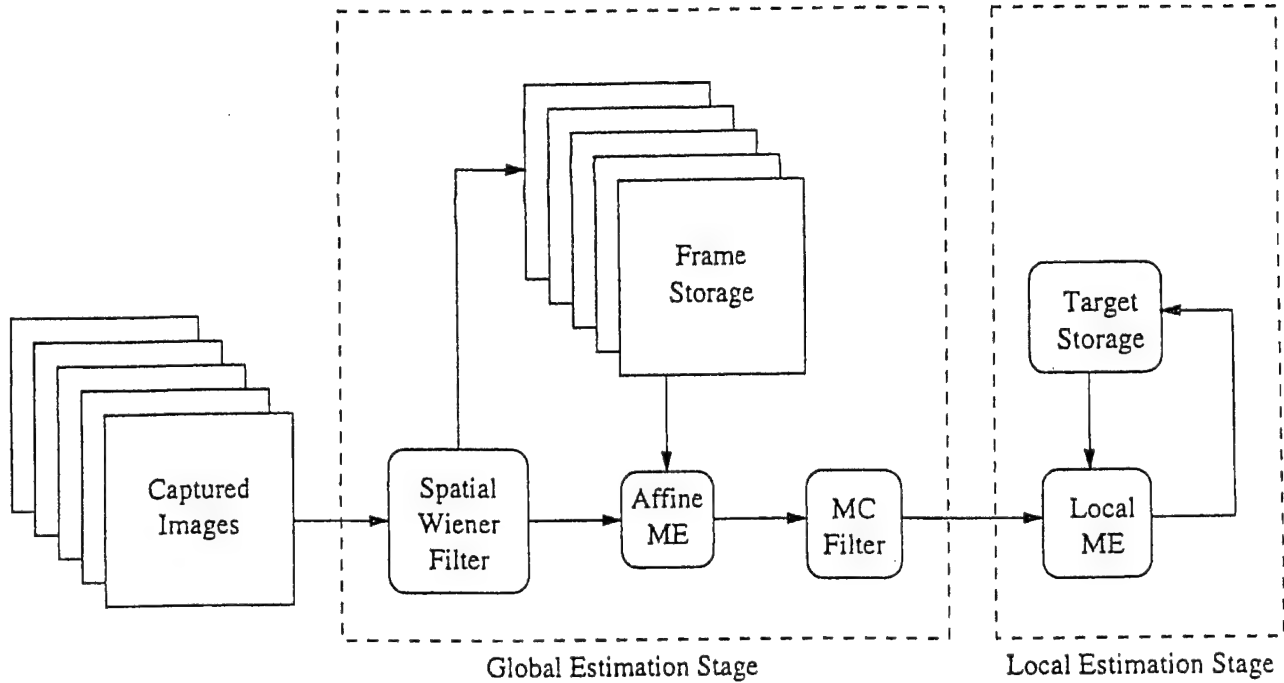 Frame
Storage
Target
Storage
Captured
Images
Spatial
Wiener
Filter
Affine
ME
MC
Filter
Local
ME
Global Estimation Stage
Local Estimation Stage